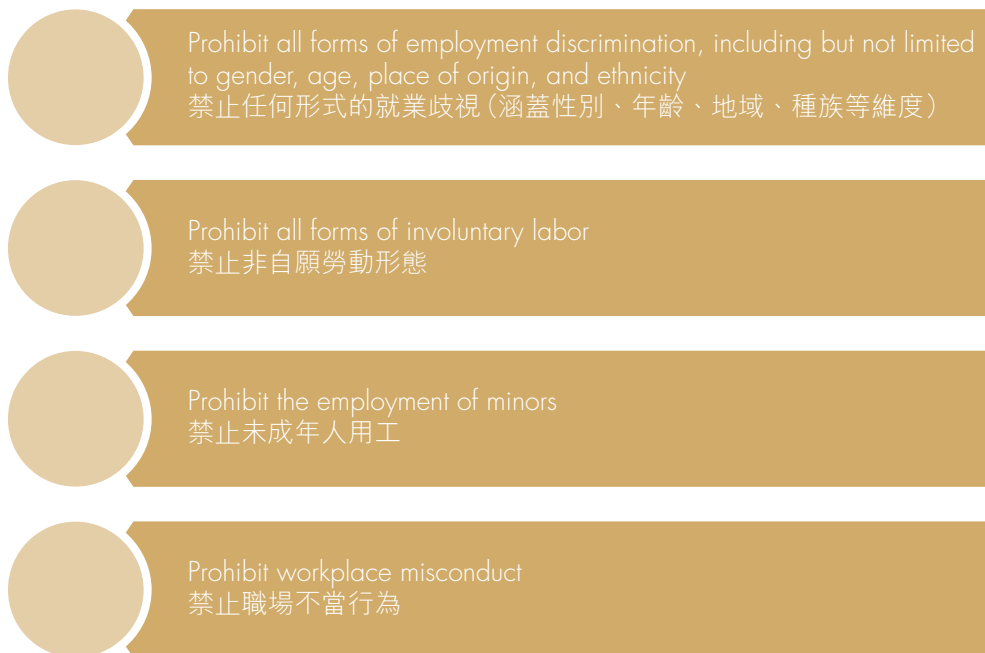 Prohibit all forms of employment discrimination, including but not limited
to gender, age, place of origin, and ethnicity
禁止任何形式的就業歧視（涵蓋性別、年齡、地域、種族等維度）
Prohibit all forms of involuntary labor
禁止非自願勞動形態
Prohibit the employment of minors
禁止未成年人用工
Prohibit workplace misconduct
禁止職場不當行為